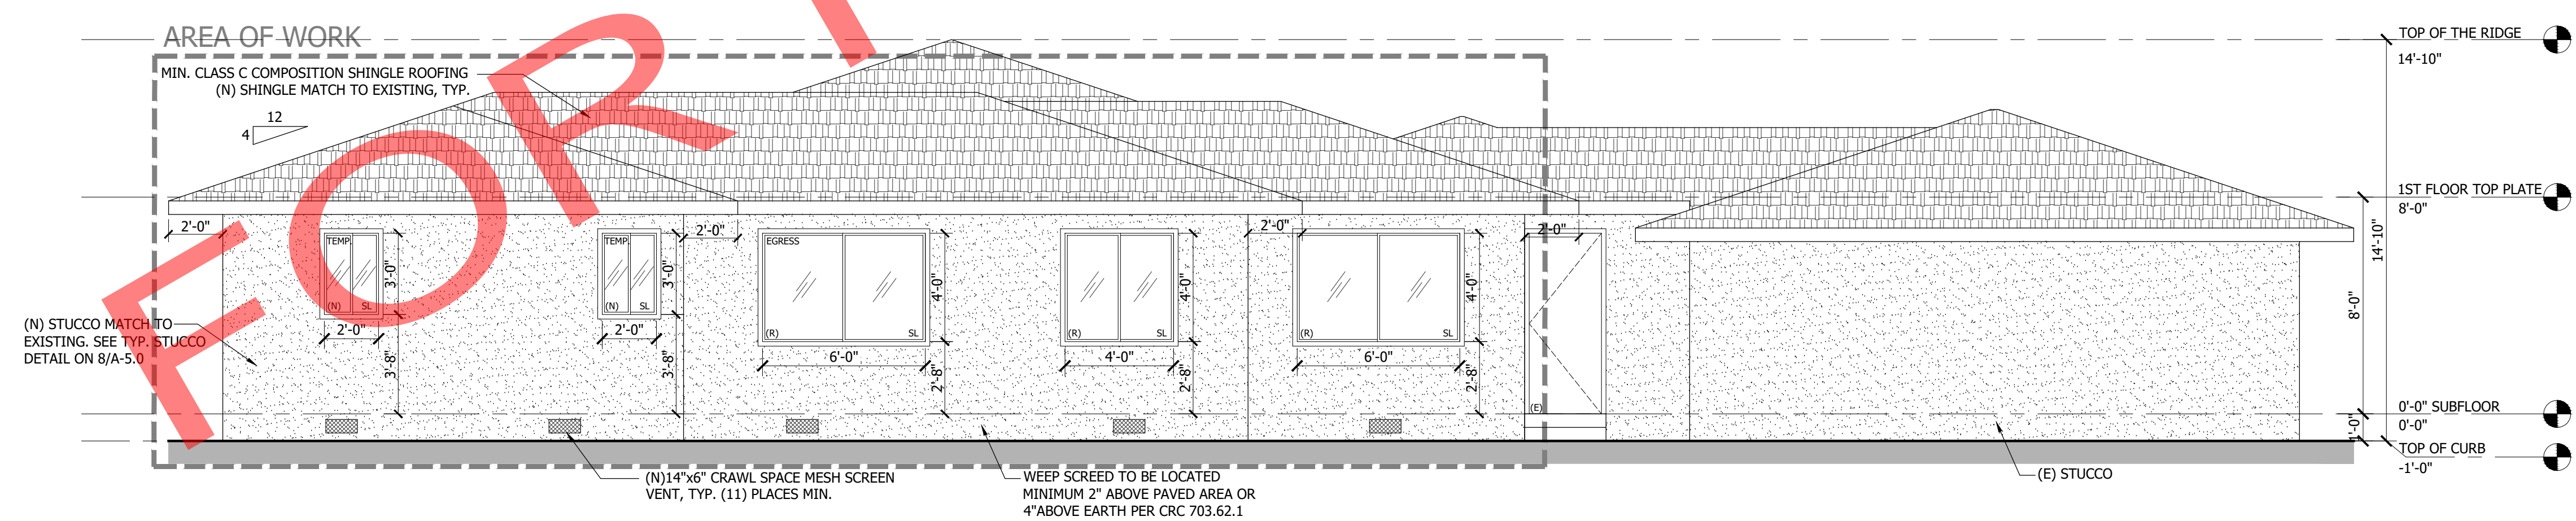 FOR
AREA OF WORK
MIN. CLASS C COMPOSITION SHINGLE ROOFING
(N) SHINGLE MATCH TO EXISTING, TYP.
12
4
TOP OF THE RIDGE
14'-10"
1ST FLOOR TOP PLATE
8'-0"
14'-10"
8'-0"
0'-0" SUBFLOOR
0'-0"
1'-0"
TOP OF CURB
-1'-0"
2'-0"
2'-0"
2'-0"
2'-0"
TEMP.
(N)
SL
3'-0"
2'-0"
3'-8"
TEMP.
(N)
SL
3'-0"
2'-0"
3'-8"
EGRESS
(R)
SL
4'-0"
6'-0"
2'-8"
(R)
SL
4'-0"
4'-0"
2'-8"
(R)
SL
4'-0"
6'-0"
2'-8"
(E)
(N) STUCCO MATCH TO
EXISTING. SEE TYP. STUCCO
DETAIL ON 8/A-5.0
(N)14"x6" CRAWL SPACE MESH SCREEN
VENT, TYP. (11) PLACES MIN.
WEEP SCREED TO BE LOCATED
MINIMUM 2" ABOVE PAVED AREA OR
4"ABOVE EARTH PER CRC 703.62.1
(E) STUCCO